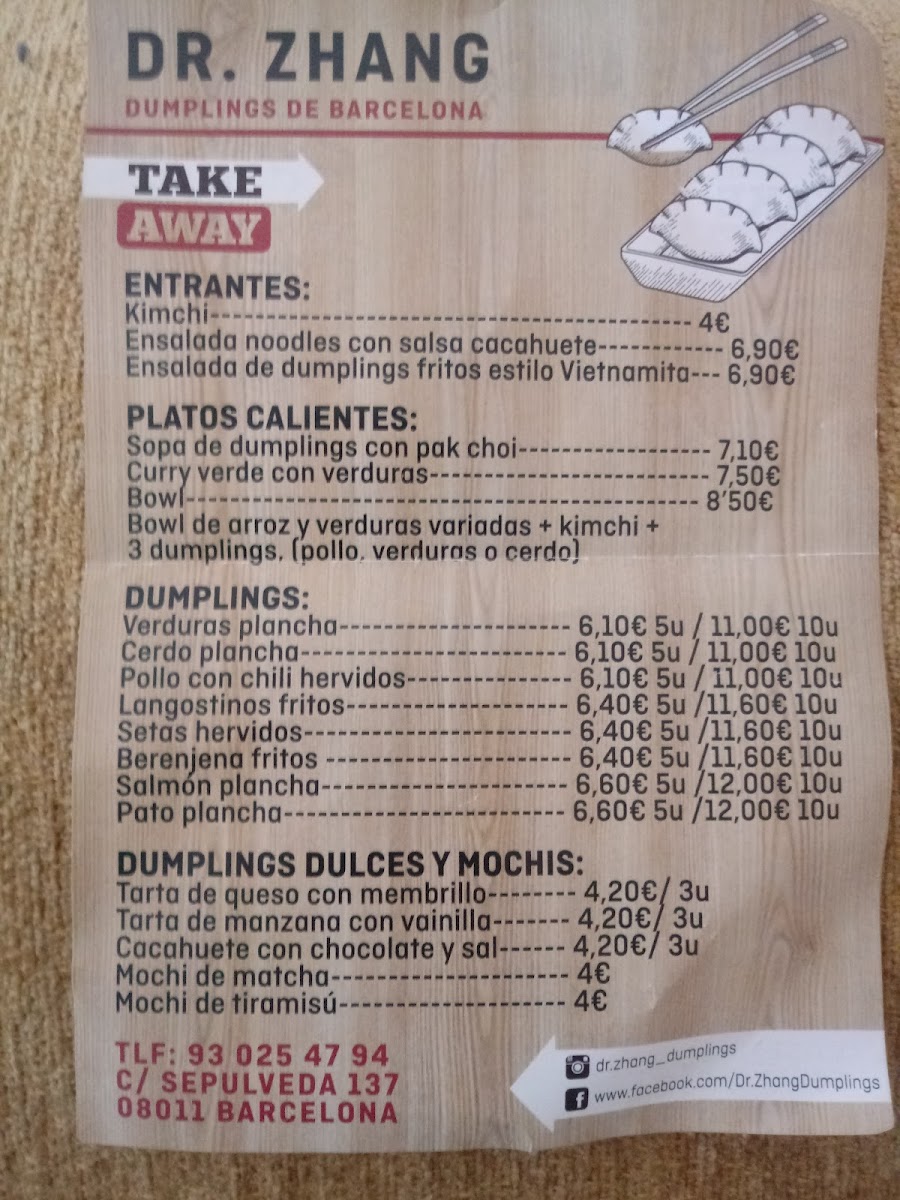 DR. ZHANG
DUMPLINGS DE BARCELONA
TAKE
AWAY
ENTRANTES:
Kimchi---------------------------------------- 4€
Ensalada noodles con salsa cacahuete------------ 6,90€
Ensalada de dumplings fritos estilo Vietnamita--- 6,90€
PLATOS CALIENTES:
Sopa de dumplings con pak choi------------------ 7,10€
Curry verde con verduras-------------------------- 7,50€
Bowl----------------------------------------------- 8'50€
Bowl de arroz y verduras variadas + kimchi +
3 dumplings. (pollo, verduras o cerdo)
DUMPLINGS:
Verduras plancha--------------------- 6,10€ 5u / 11,00€ 10u
Cerdo plancha------------------------ 6,10€ 5u / 11,00€ 10u
Pollo con chili hervidos--------------- 6,10€ 5u / 11,00€ 10u
Langostinos fritos-------------------- 6,40€ 5u /11,60€ 10u
Setas hervidos------------------------ 6,40€ 5u /11,60€ 10u
Berenjena fritos ---------------------- 6,40€ 5u /11,60€ 10u
Salmón plancha---------------------- 6,60€ 5u /12,00€ 10u
Pato plancha------------------------- 6,60€ 5u /12,00€ 10u
DUMPLINGS DULCES Y MOCHIS:
Tarta de queso con membrillo-------- 4,20€/ 3u
Tarta de manzana con vainilla------- 4,20€/ 3u
Cacahuete con chocolate y sal------ 4,20€/ 3u
Mochi de matcha--------------------- 4€
Mochi de tiramisú-------------------- 4€
TLF: 93 025 47 94
C/ SEPULVEDA 137
08011 BARCELONA
dr.zhang_dumplings
www.facebook.com/Dr.ZhangDumplings